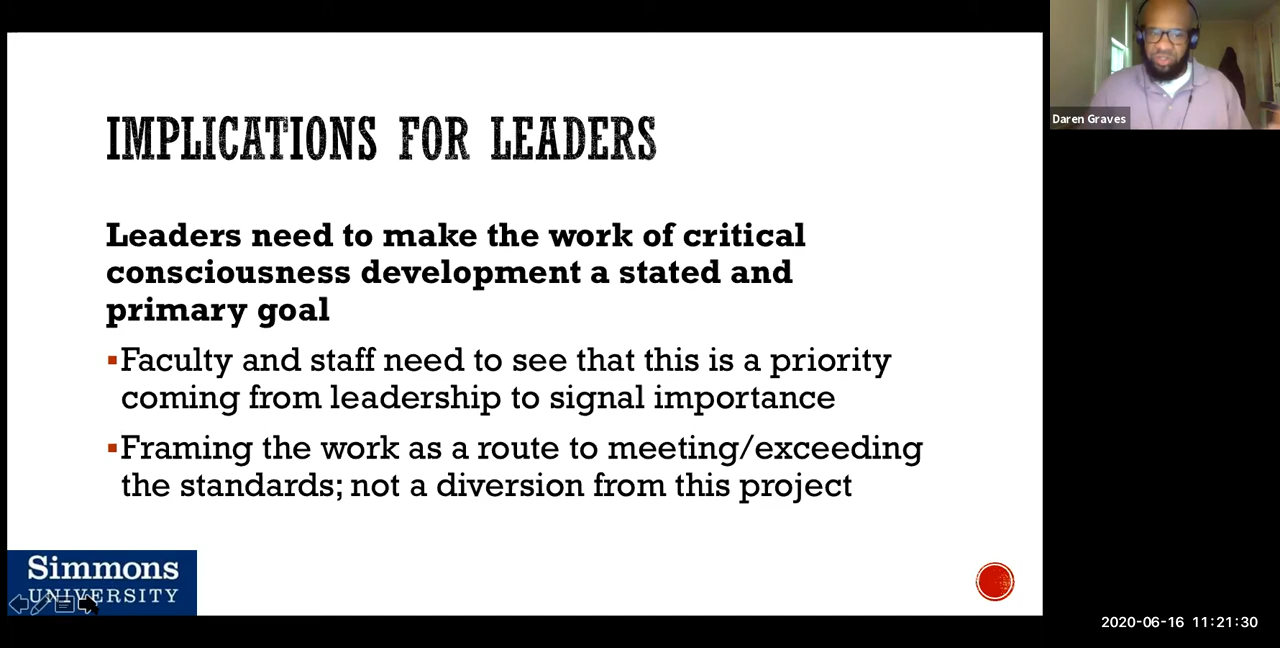 IMPLICATIONS FOR LEADERS
Leaders need to make the work of critical
consciousness development a stated and
primary goal
▪Faculty and staff need to see that this is a priority
coming from leadership to signal importance
▪Framing the work as a route to meeting/exceeding
the standards; not a diversion from this project
Simmons
UNIVERSITY
Daren Graves
2020-06-16 11:21:30